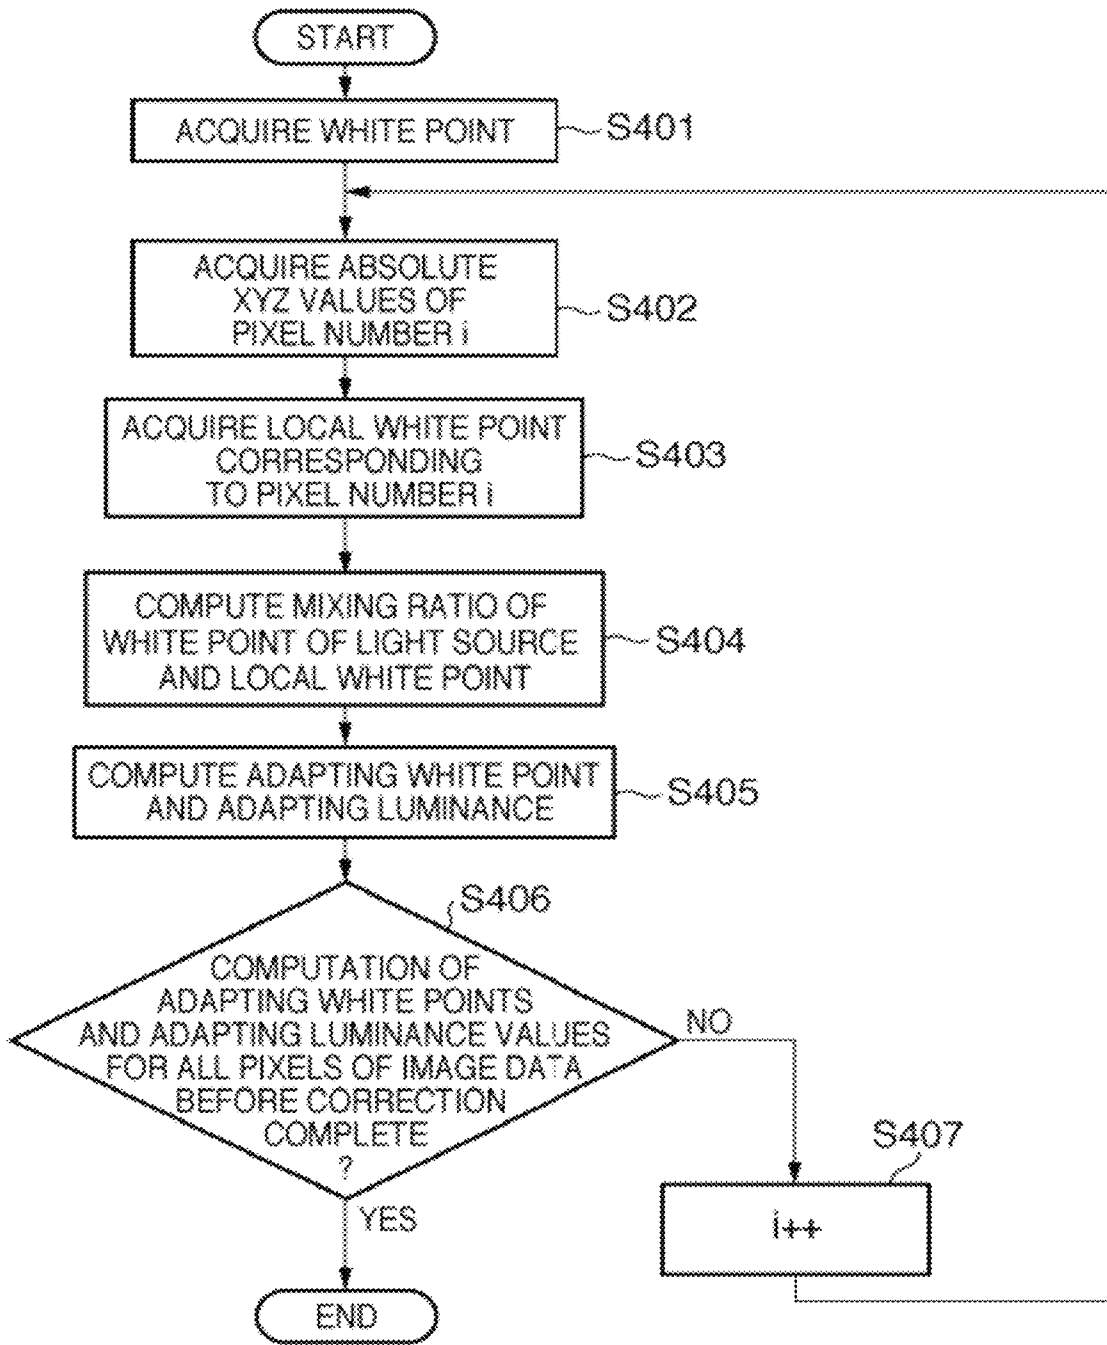 START
ACQUIRE WHITE POINT
S401
ACQUIRE ABSOLUTE
XYZ VALUES OF
PIXEL NUMBER i
S402
ACQUIRE LOCAL WHITE POINT
CORRESPONDING
TO PIXEL NUMBER i
S403
COMPUTE MIXING RATIO OF
WHITE POINT OF LIGHT SOURCE
AND LOCAL WHITE POINT
S404
COMPUTE ADAPTING WHITE POINT
AND ADAPTING LUMINANCE
S405
S406
COMPUTATION OF
ADAPTING WHITE POINTS
AND ADAPTING LUMINANCE VALUES
FOR ALL PIXELS OF IMAGE DATA
BEFORE CORRECTION
COMPLETE
?
NO
S407
i++
YES
END